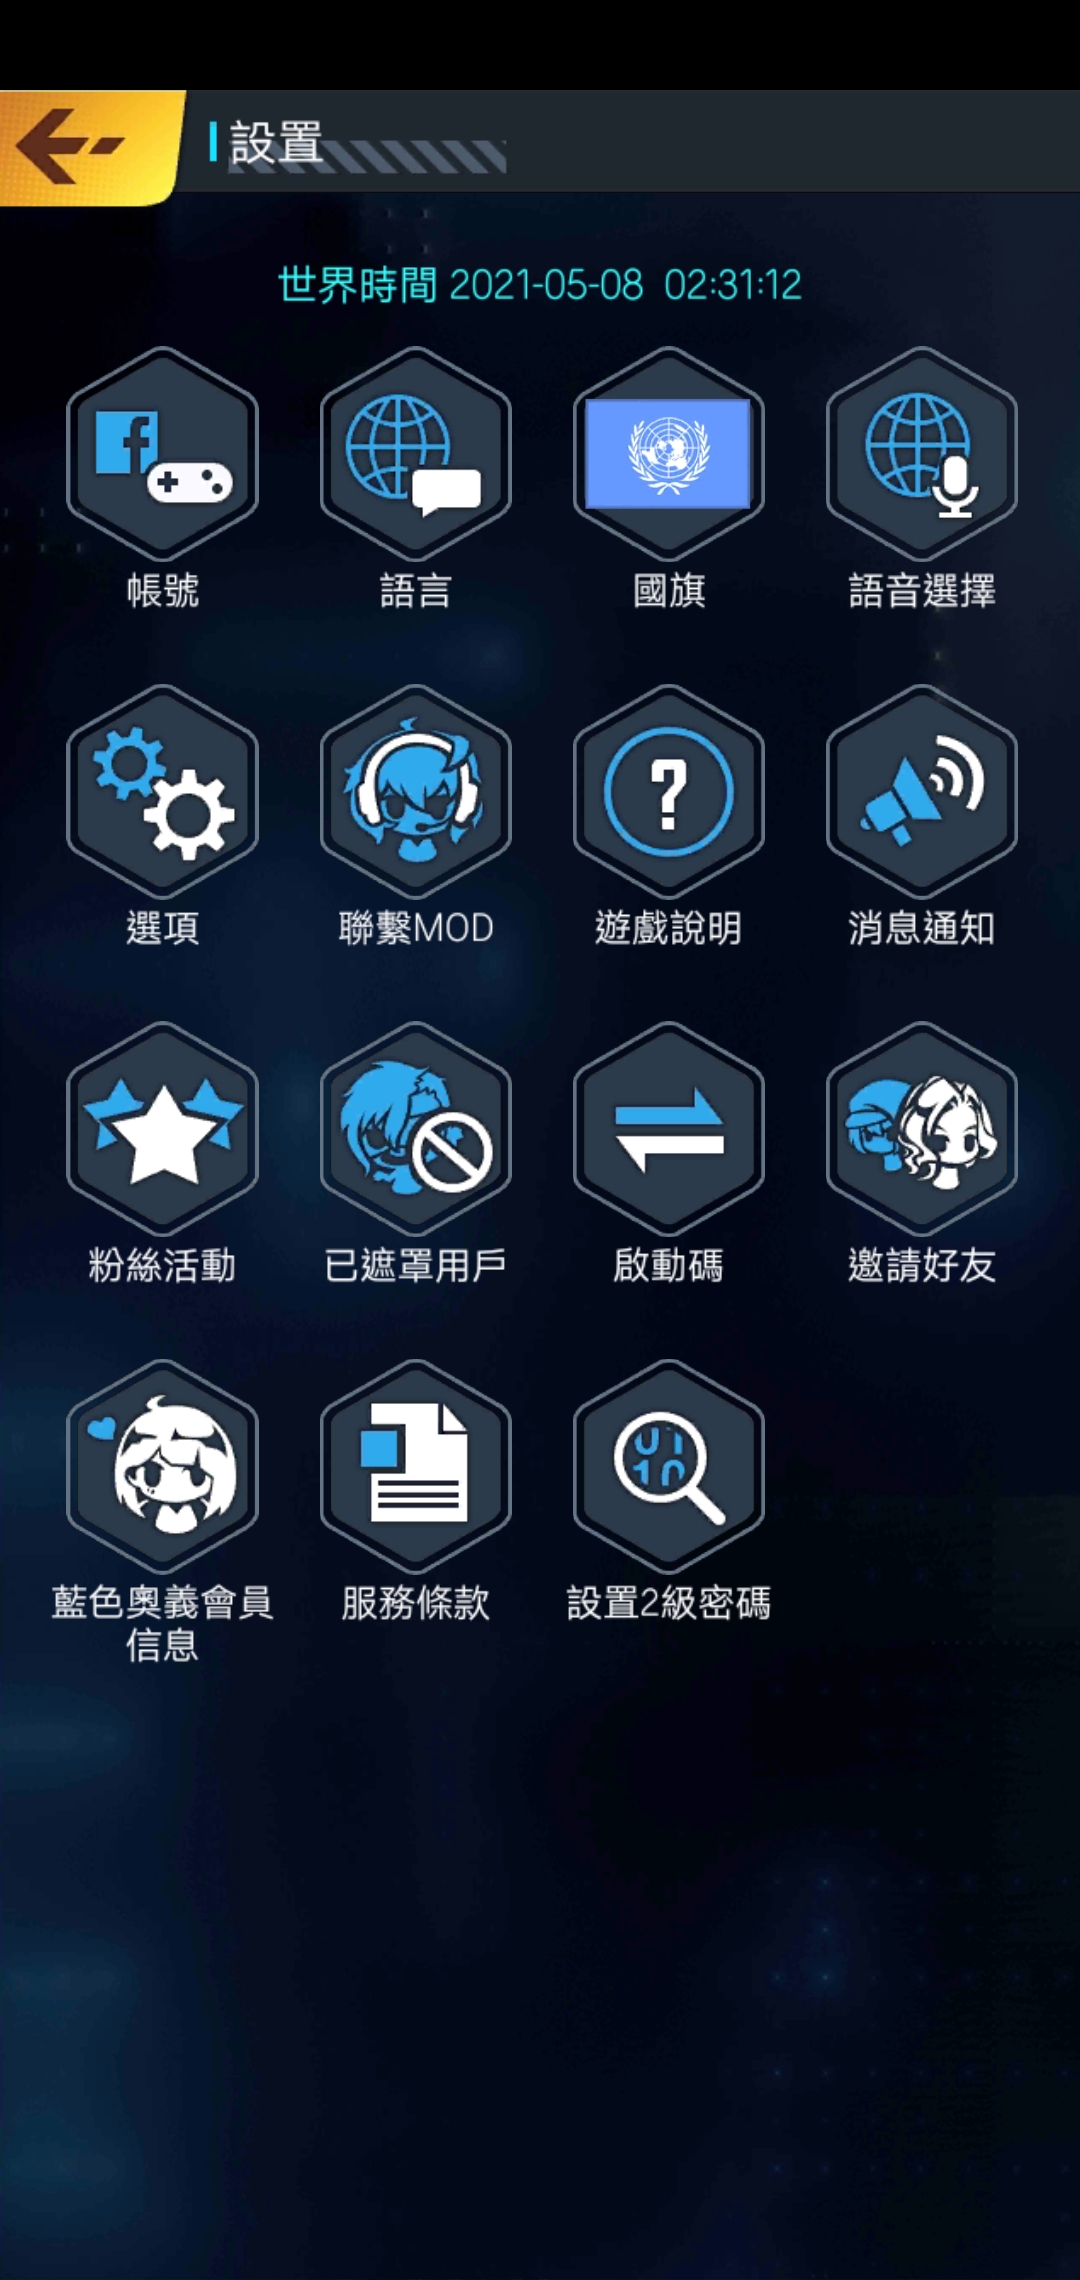 設置
世界時間 2021-05-08 02:31:12
帳號
語言
國旗
語音選擇
選項
聯繫MOD
遊戲說明
消息通知
粉絲活動
已遮罩用戶
啟動碼
邀請好友
藍色奧義會員
信息
服務條款
設置2級密碼